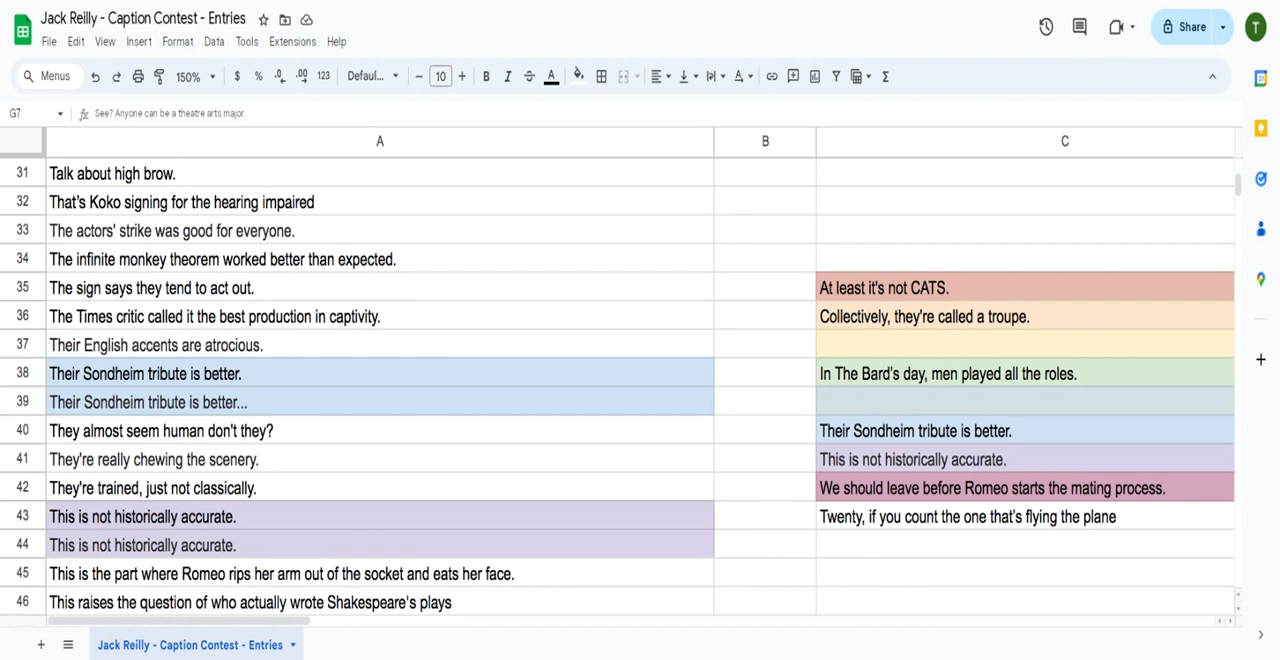 Jack Reilly - Caption Contest - Entries
File Edit View Insert Format Data Tools Extensions Help
Share
T
Menus 150% $ % .0 .00 123 Defaul... - 10 + B I A Σ
G7 fx See? Anyone can be a theatre arts major.
A B C
31 Talk about high brow.
32 That's Koko signing for the hearing impaired
33 The actors' strike was good for everyone.
34 The infinite monkey theorem worked better than expected.
35 The sign says they tend to act out. At least it's not CATS.
36 The Times critic called it the best production in captivity. Collectively, they're called a troupe.
37 Their English accents are atrocious.
38 Their Sondheim tribute is better. In The Bard's day, men played all the roles.
39 Their Sondheim tribute is better...
40 They almost seem human don't they? Their Sondheim tribute is better.
41 They're really chewing the scenery. This is not historically accurate.
42 They're trained, just not classically. We should leave before Romeo starts the mating process.
43 This is not historically accurate. Twenty, if you count the one that's flying the plane
44 This is not historically accurate.
45 This is the part where Romeo rips her arm out of the socket and eats her face.
46 This raises the question of who actually wrote Shakespeare's plays
+ Jack Reilly - Caption Contest - Entries